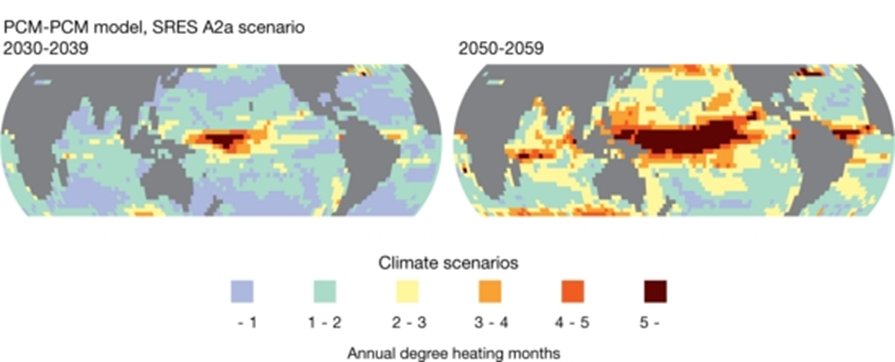 PCM-PCM model, SRES A2a scenario
2030-2039
2050-2059
Climate scenarios
- 1
1 - 2
2 - 3
3 - 4
4 - 5
5 -
Annual degree heating months